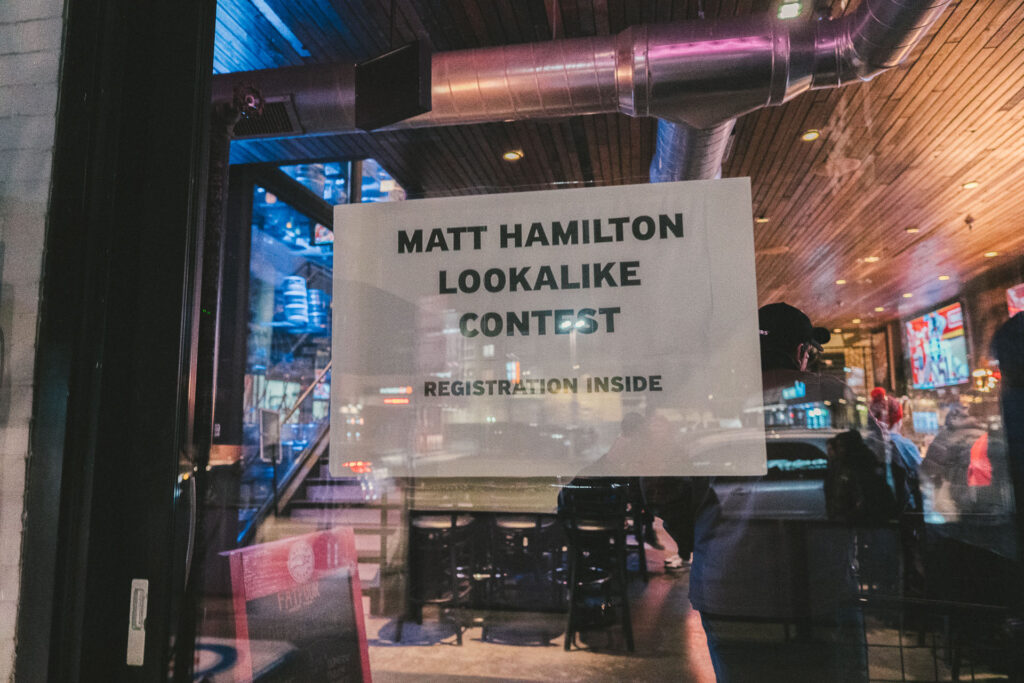 MATT HAMILTON
LOOKALIKE
CONTEST
REGISTRATION INSIDE